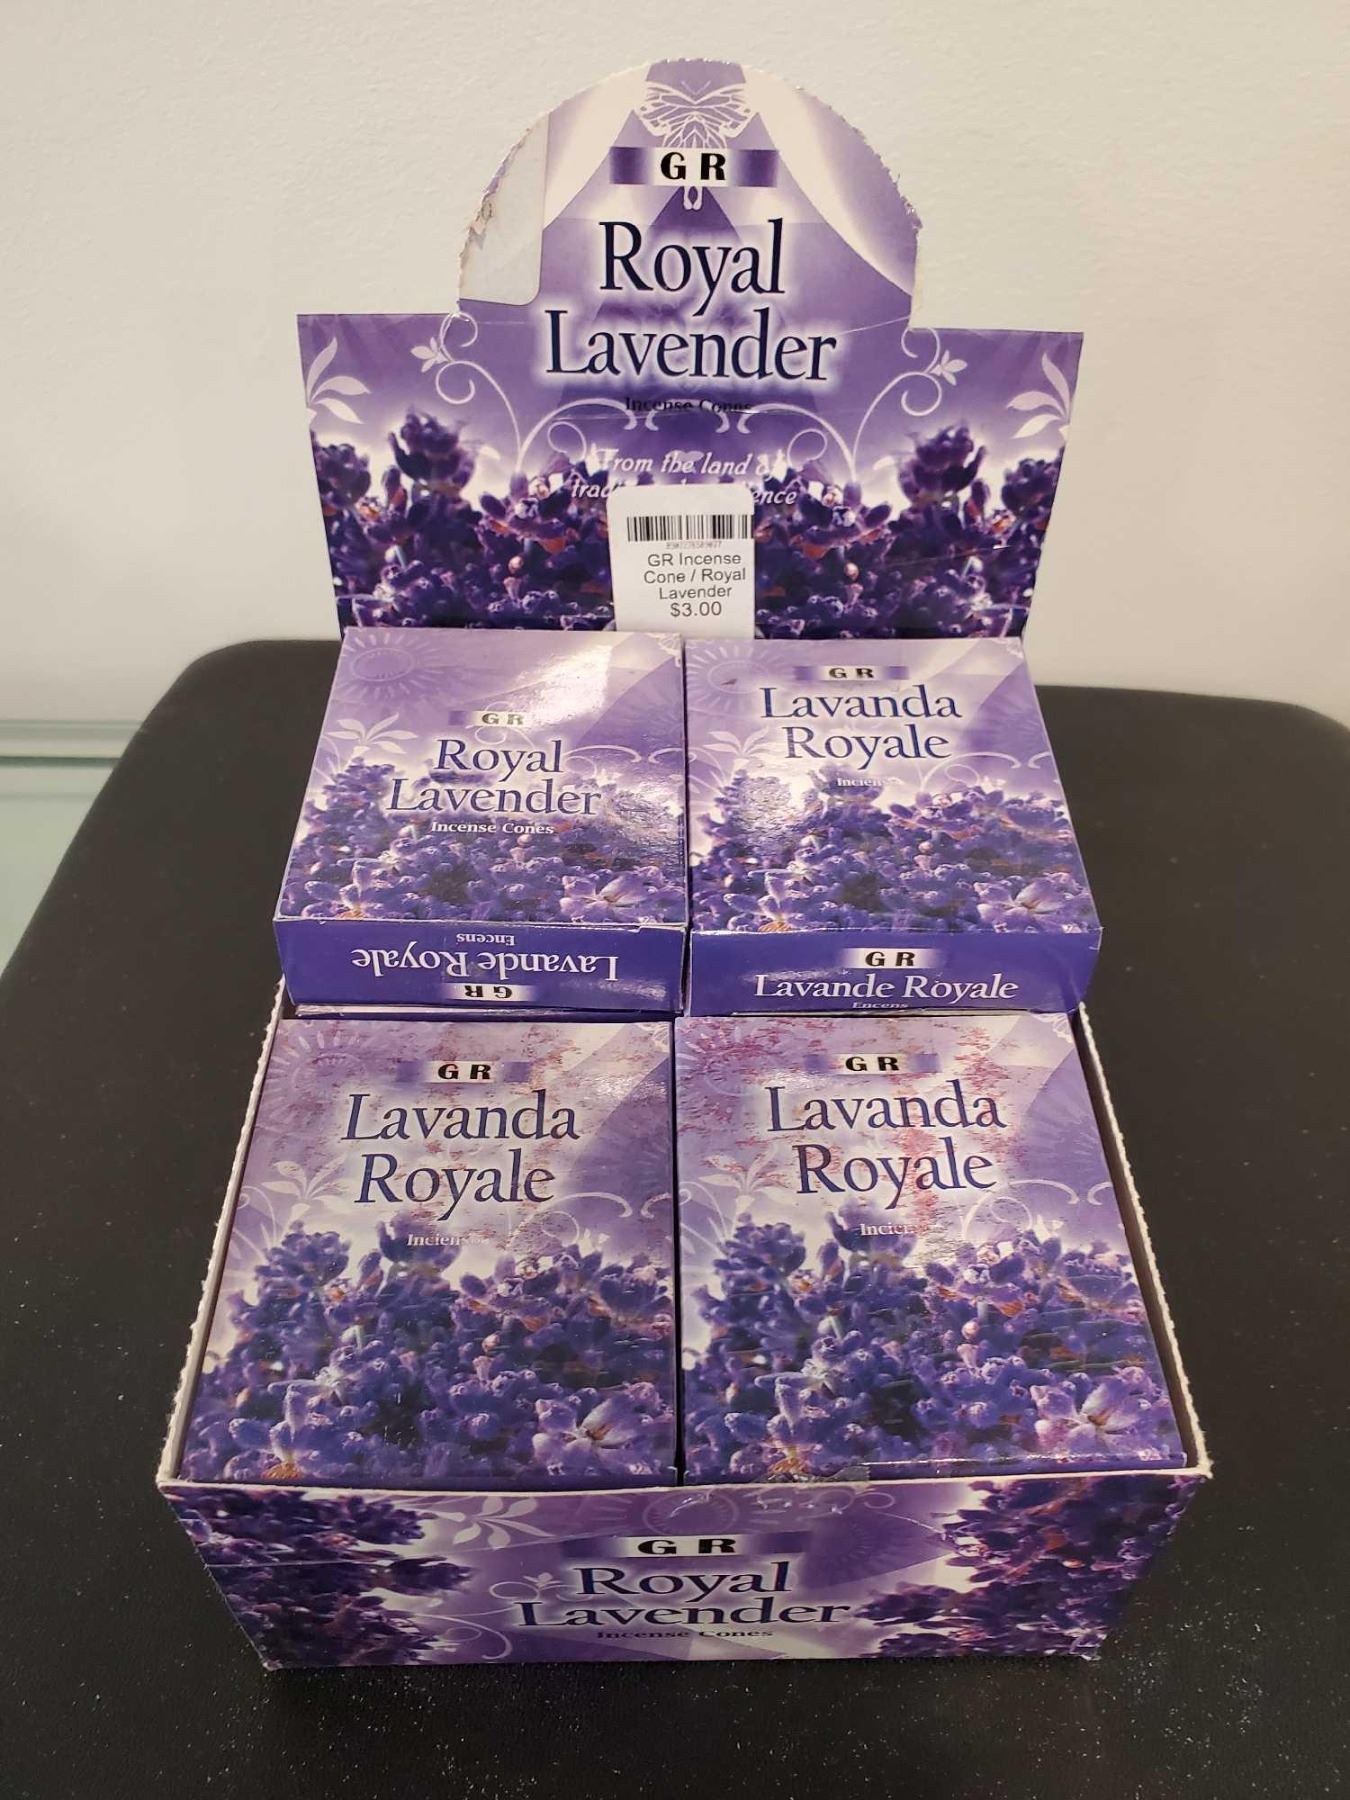 GR
Royal
Lavender
Incense Cones
From the land of
ence
GR Incense
Cone / Royal
Lavender
$3.00
GR
Royal
Lavender
Incense Cones
Lavande Royale
Encens
GR
GR
Lavanda
Royale
GR
Lavande Royale
Encens
GR
Lavanda
Royale
GR
Lavanda
Royale
GR
Royal
Lavender
Incense Cones